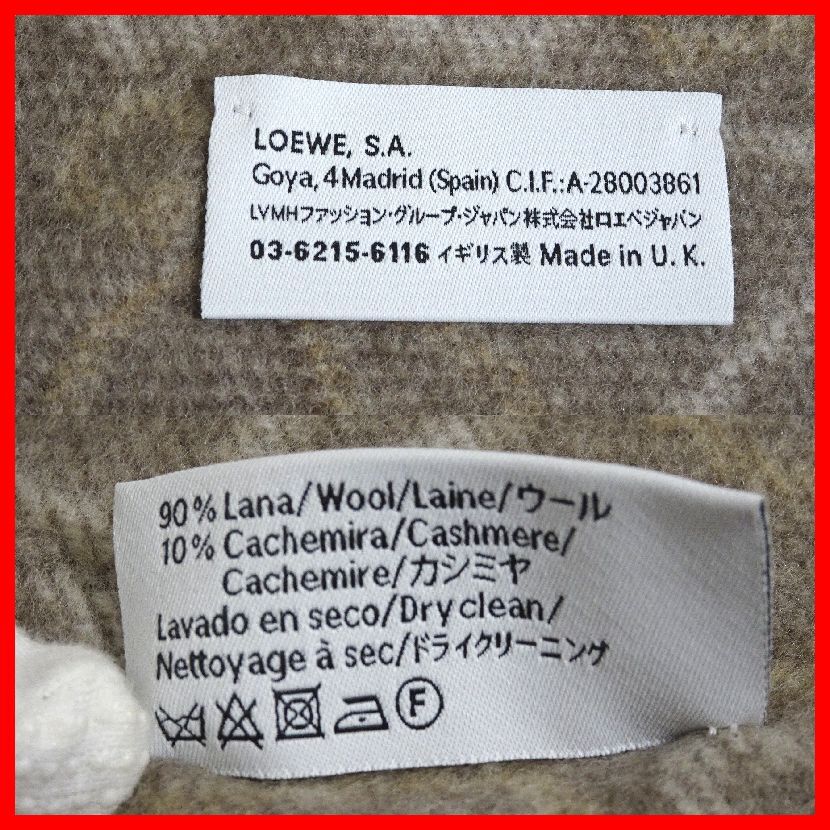 LOEWE, S.A.
Goya, 4 Madrid (Spain) C.I.F.:A-28003861
LVMHファッション・グループ・ジャパン株式会社ロエベジャパン
03-6215-6116 イギリス製 Made in U. K.
90% Lana/Wool/Laine/ウール
10% Cachemira/Cashmere/
Cachemire/カシミヤ
Lavado en seco/Dry clean/
Nettoyage à sec/ドライクリーニング
F